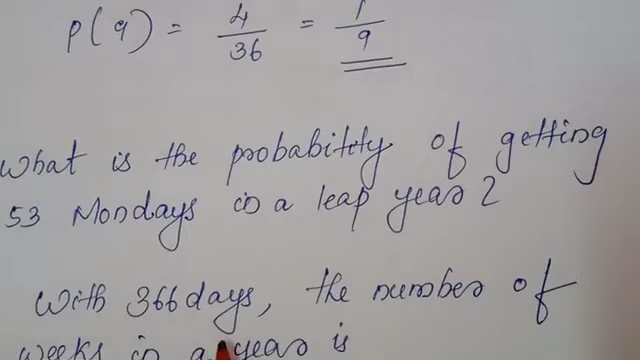 P(9) = 4/36 = 1/9
What is the probability of getting
53 Mondays in a leap year ?
With 366 days, the number of
weeks in a year is